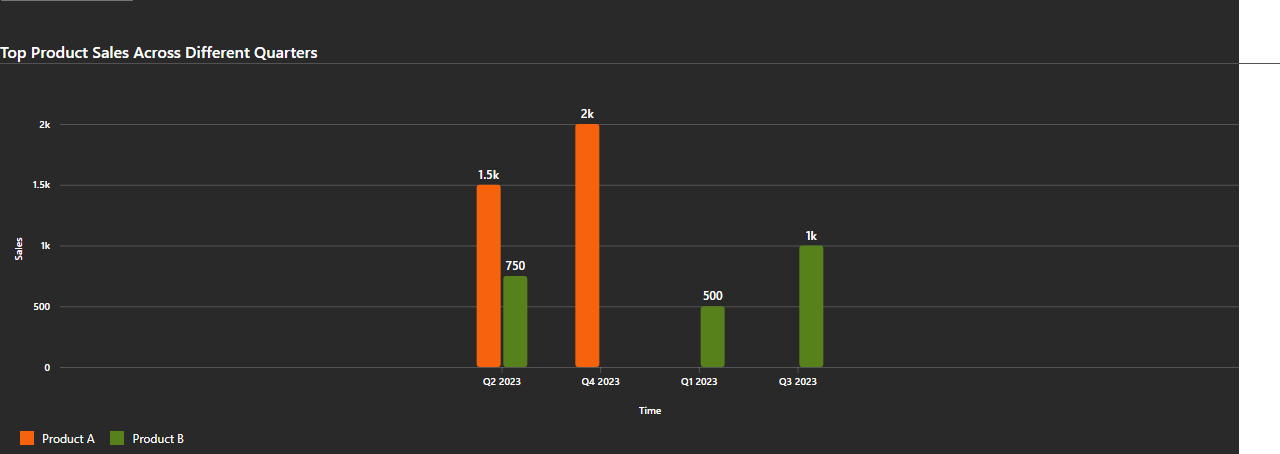 Top Product Sales Across Different Quarters
2k
1.5k
1k
500
0
Sales
1.5k
750
2k
500
1k
Q2 2023 Q4 2023 Q1 2023 Q3 2023
Time
Product A Product B